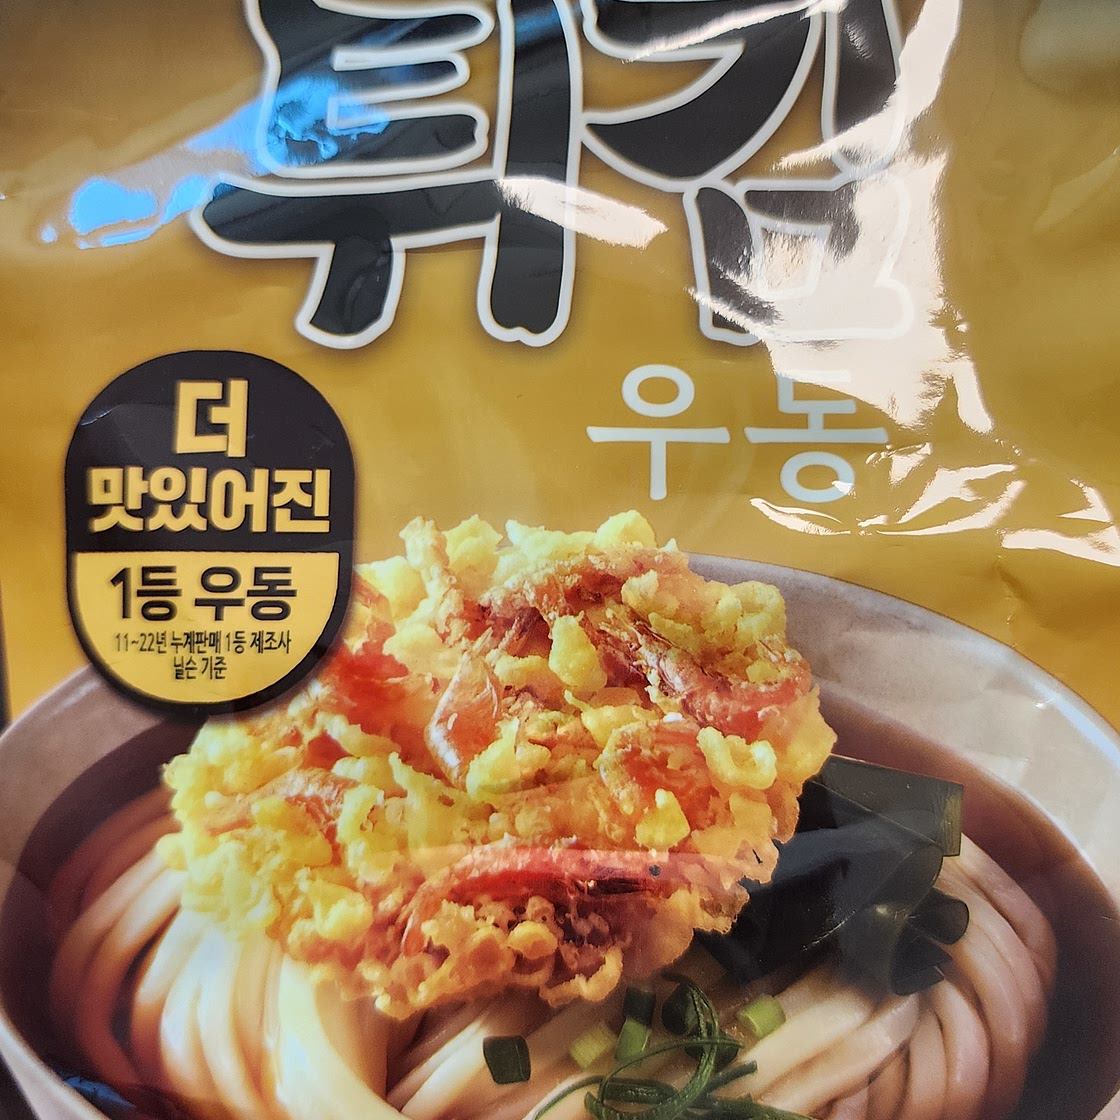 튀김
우동
더
맛있어진
1등 우동
11~22년 누계판매 1등 제조사
닐슨 기준